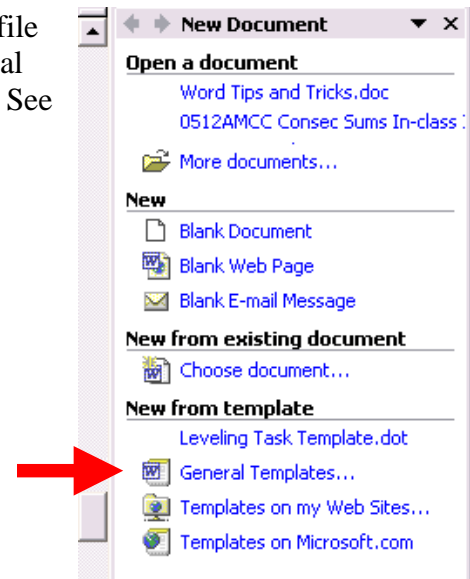 file
al
See
New Document
Open a document
Word Tips and Tricks.doc
0512AMCC Consec Sums In-class
More documents...
New
Blank Document
Blank Web Page
Blank E-mail Message
New from existing document
Choose document...
New from template
Leveling Task Template.dot
General Templates...
Templates on my Web Sites...
Templates on Microsoft.com